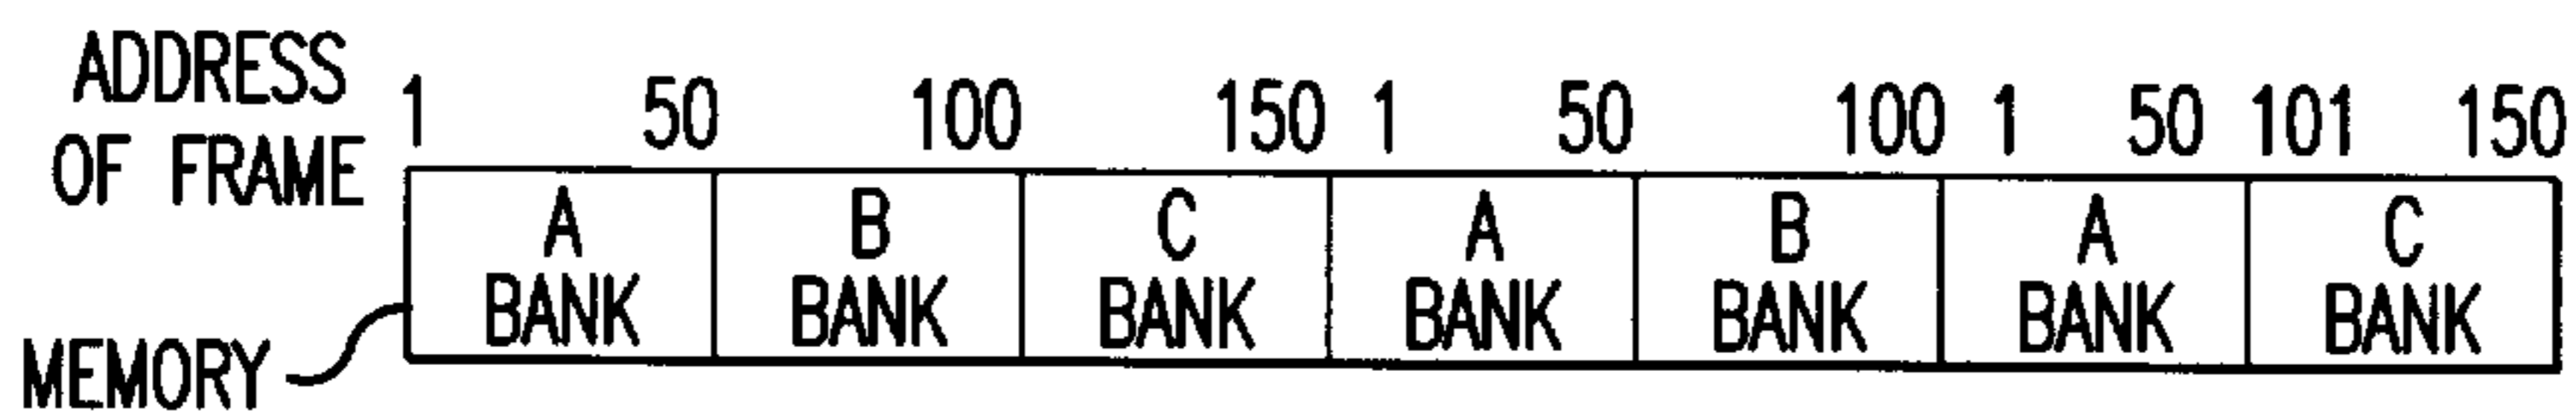 ADDRESS
OF FRAME
1 50 100 150 1 50 100 1 50 101 150
A B C A B A C
BANK BANK BANK BANK BANK BANK BANK
MEMORY